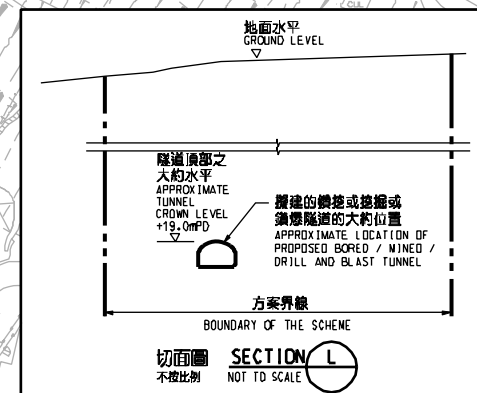 地面水平
GROUND LEVEL
隧道頂部之
大約水平
APPROXIMATE
TUNNEL
CROWN LEVEL
+19.0mPD
擬建的鑽挖或挖掘或
鑽爆隧道的大約位置
APPROXIMATE LOCATION OF
PROPOSED BORED / MINED /
DRILL AND BLAST TUNNEL
方案界線
BOUNDARY OF THE SCHEME
切面圖 SECTION L
不按比例 NOT TO SCALE